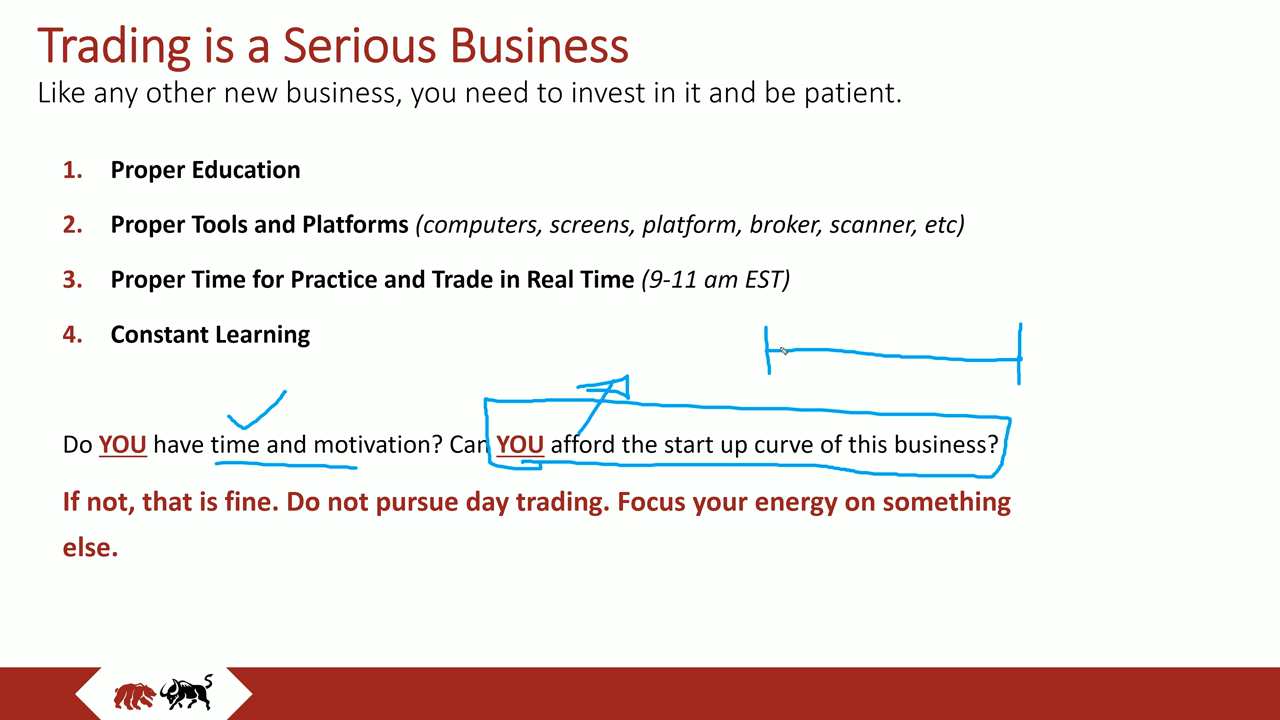 Trading is a Serious Business
Like any other new business, you need to invest in it and be patient.
1. Proper Education
2. Proper Tools and Platforms (computers, screens, platform, broker, scanner, etc)
3. Proper Time for Practice and Trade in Real Time (9-11 am EST)
4. Constant Learning
Do YOU have time and motivation? Can YOU afford the start up curve of this business?
If not, that is fine. Do not pursue day trading. Focus your energy on something
else.